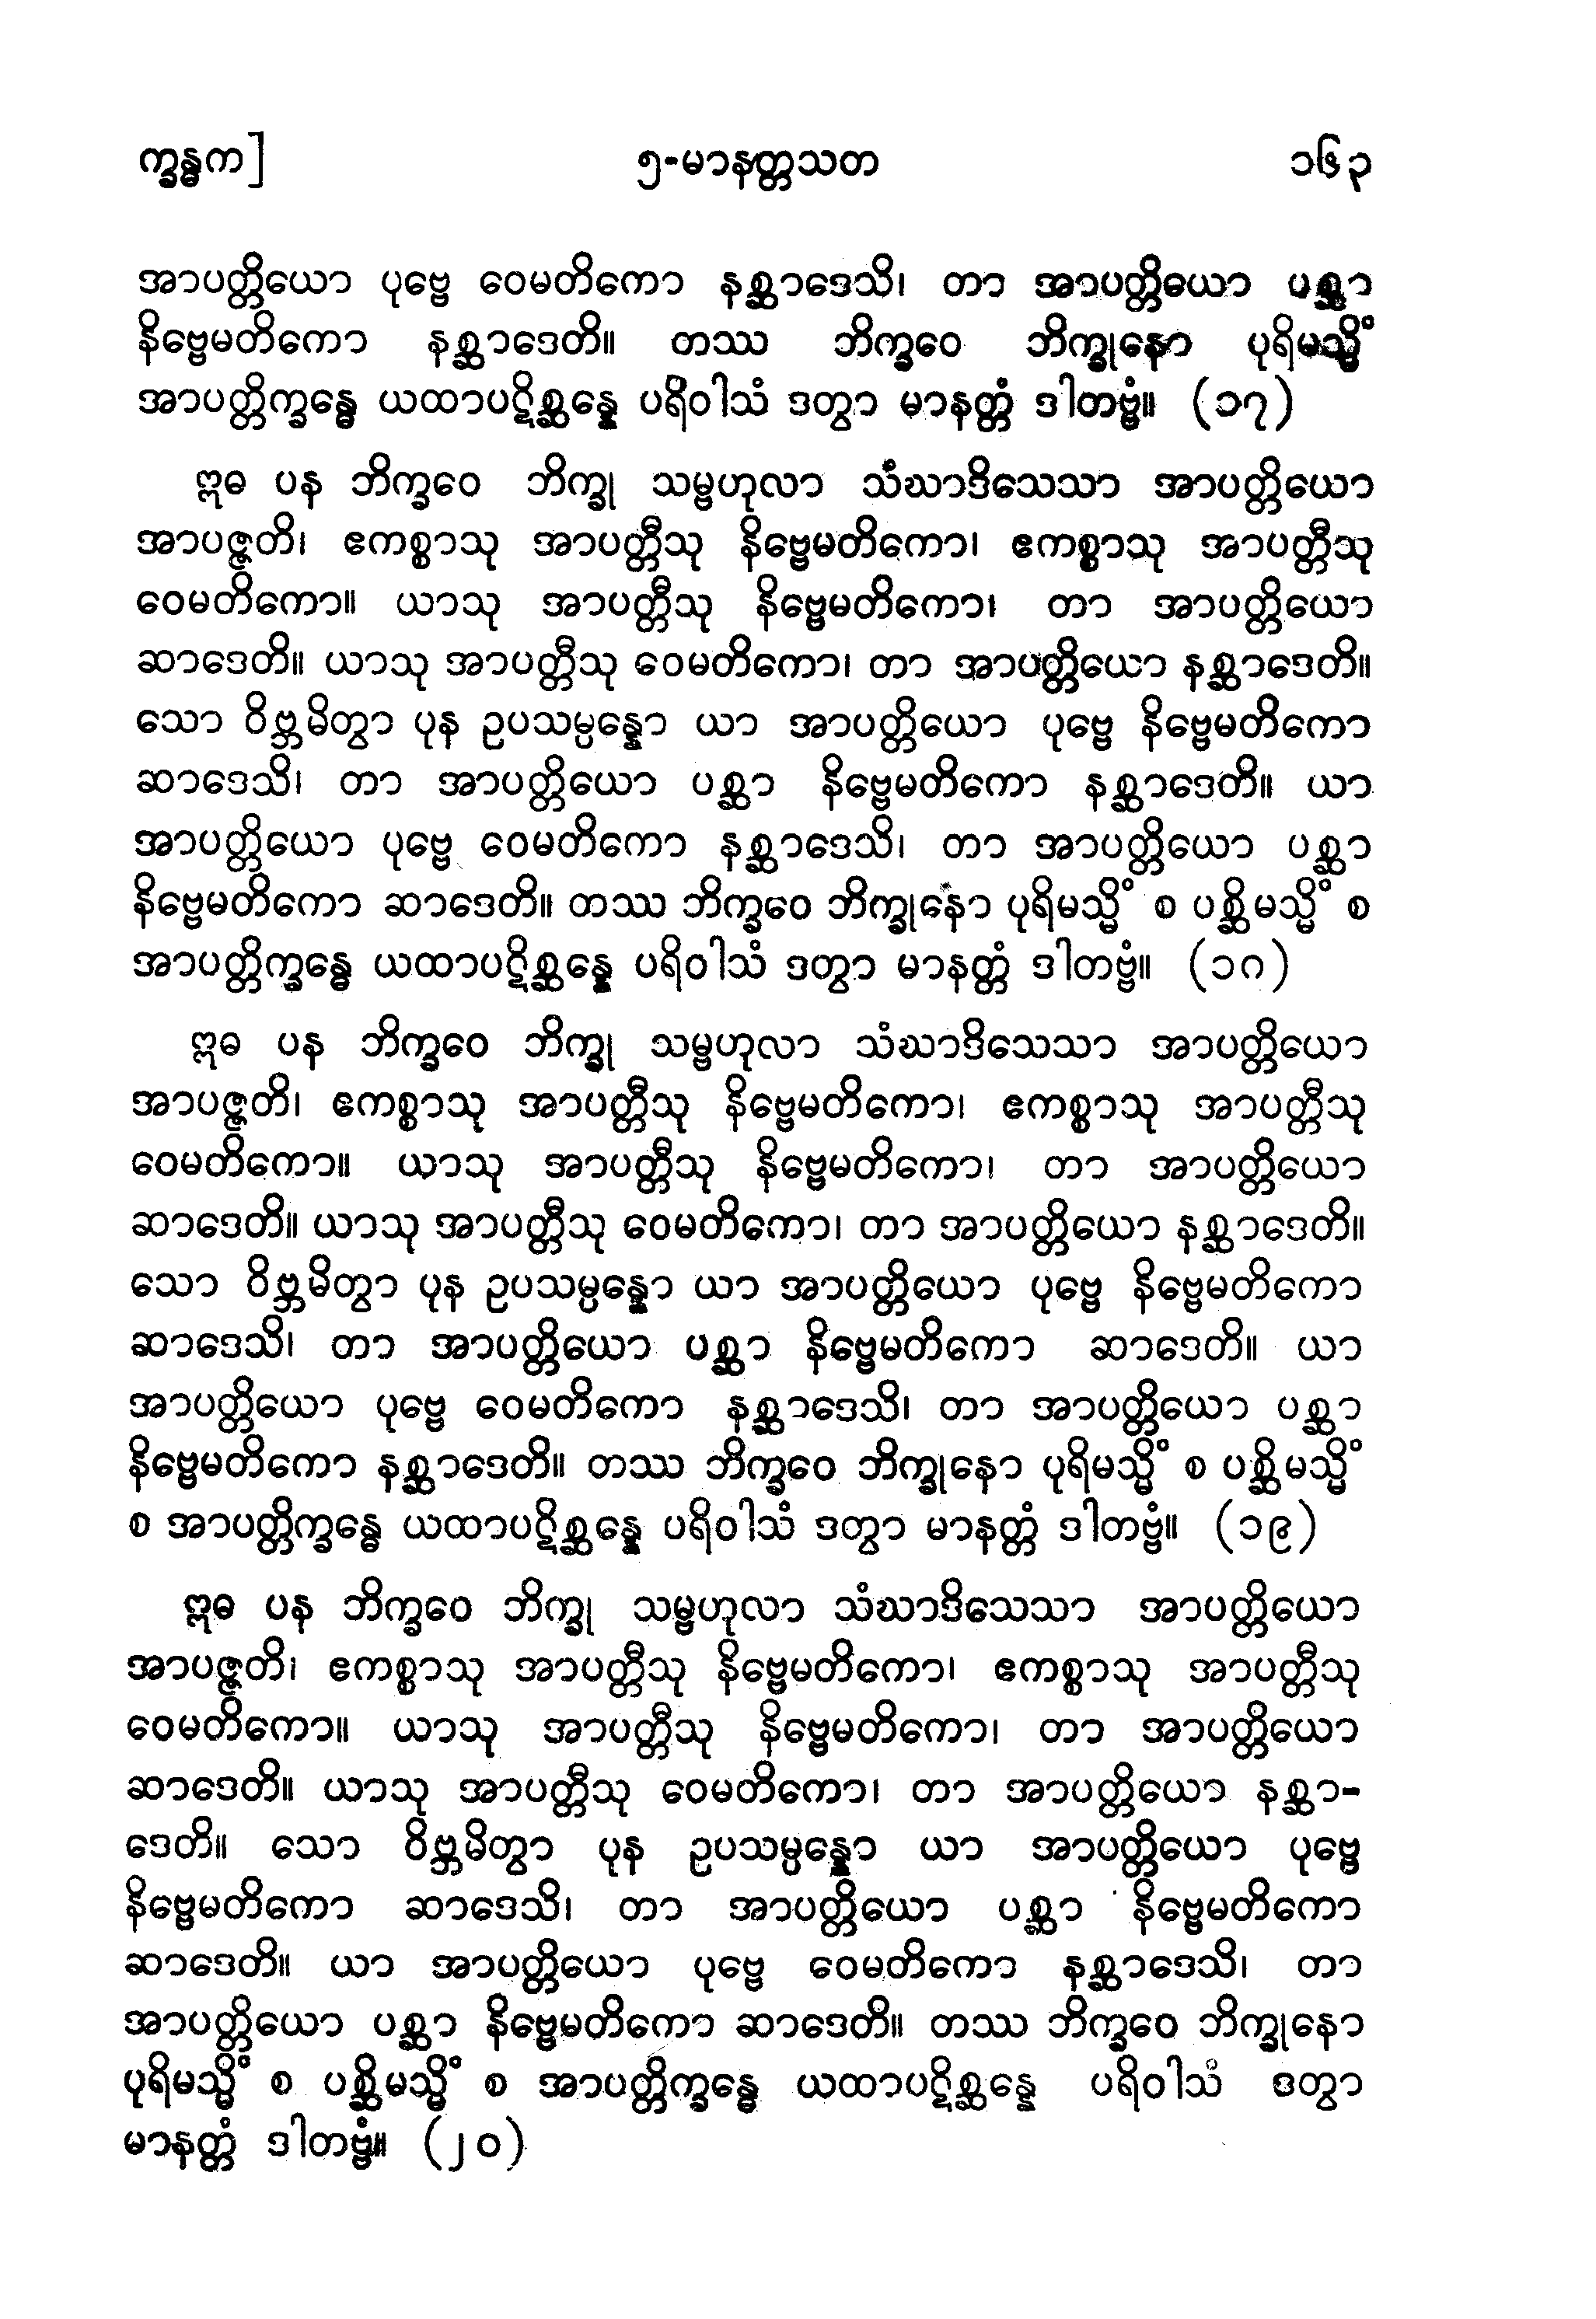 က္ခန္ဓက] ၅-မာနတ္တသတ ၁၆၃
အာပတ္တိယော ပုဗ္ဗေ ဝေမတိကော နစ္ဆာဒေသိ၊ တာ အာပတ္တိယော ပစ္ဆာ
နိဗ္ဗေမတိကော နစ္ဆာဒေတိ။ တဿ ဘိက္ခဝေ ဘိက္ခုနော ပုရိမသ္မိံ
အာပတ္တိက္ခန္ဓေ ယထာပဋိစ္ဆန္နေ ပရိဝါသံ ဒတွာ မာနတ္တံ ဒါတဗ္ဗံ။ (၁၇)
ဣဓ ပန ဘိက္ခဝေ ဘိက္ခု သမ္ဗဟုလာ သံဃာဒိသေသာ အာပတ္တိယော
အာပဇ္ဇတိ၊ ဧကစ္စာသု အာပတ္တီသု နိဗ္ဗေမတိကော၊ ဧကစ္စာသု အာပတ္တီသု
ဝေမတိကော။ ယာသု အာပတ္တီသု နိဗ္ဗေမတိကော၊ တာ အာပတ္တိယော
ဆာဒေတိ။ ယာသု အာပတ္တီသု ဝေမတိကော၊ တာ အာပတ္တိယော နစ္ဆာဒေတိ။
သော ဝိဗ္ဘမိတွာ ပုန ဥပသမ္ပန္နော ယာ အာပတ္တိယော ပုဗ္ဗေ နိဗ္ဗေမတိကော
ဆာဒေသိ၊ တာ အာပတ္တိယော ပစ္ဆာ နိဗ္ဗေမတိကော နစ္ဆာဒေတိ။ ယာ
အာပတ္တိယော ပုဗ္ဗေ ဝေမတိကော နစ္ဆာဒေသိ၊ တာ အာပတ္တိယော ပစ္ဆာ
နိဗ္ဗေမတိကော ဆာဒေတိ။ တဿ ဘိက္ခဝေ ဘိက္ခုနော ပုရိမသ္မိံ စ ပစ္ဆိမသ္မိံ စ
အာပတ္တိက္ခန္ဓေ ယထာပဋိစ္ဆန္နေ ပရိဝါသံ ဒတွာ မာနတ္တံ ဒါတဗ္ဗံ။ (၁၈)
ဣဓ ပန ဘိက္ခဝေ ဘိက္ခု သမ္ဗဟုလာ သံဃာဒိသေသာ အာပတ္တိယော
အာပဇ္ဇတိ၊ ဧကစ္စာသု အာပတ္တီသု နိဗ္ဗေမတိကော၊ ဧကစ္စာသု အာပတ္တီသု
ဝေမတိကော။ ယာသု အာပတ္တီသု နိဗ္ဗေမတိကော၊ တာ အာပတ္တိယော
ဆာဒေတိ။ ယာသု အာပတ္တီသု ဝေမတိကော၊ တာ အာပတ္တိယော နစ္ဆာဒေတိ။
သော ဝိဗ္ဘမိတွာ ပုန ဥပသမ္ပန္နော ယာ အာပတ္တိယော ပုဗ္ဗေ နိဗ္ဗေမတိကော
ဆာဒေသိ၊ တာ အာပတ္တိယော ပစ္ဆာ နိဗ္ဗေမတိကော ဆာဒေတိ။ ယာ
အာပတ္တိယော ပုဗ္ဗေ ဝေမတိကော နစ္ဆာဒေသိ၊ တာ အာပတ္တိယော ပစ္ဆာ
နိဗ္ဗေမတိကော နစ္ဆာဒေတိ။ တဿ ဘိက္ခဝေ ဘိက္ခုနော ပုရိမသ္မိံ စ ပစ္ဆိမသ္မိံ
စ အာပတ္တိက္ခန္ဓေ ယထာပဋိစ္ဆန္နေ ပရိဝါသံ ဒတွာ မာနတ္တံ ဒါတဗ္ဗံ။ (၁၉)
ဣဓ ပန ဘိက္ခဝေ ဘိက္ခု သမ္ဗဟုလာ သံဃာဒိသေသာ အာပတ္တိယော
အာပဇ္ဇတိ၊ ဧကစ္စာသု အာပတ္တီသု နိဗ္ဗေမတိကော၊ ဧကစ္စာသု အာပတ္တီသု
ဝေမတိကော။ ယာသု အာပတ္တီသု နိဗ္ဗေမတိကော၊ တာ အာပတ္တိယော
ဆာဒေတိ။ ယာသု အာပတ္တီသု ဝေမတိကော၊ တာ အာပတ္တိယော နစ္ဆာ-
ဒေတိ။ သော ဝိဗ္ဘမိတွာ ပုန ဥပသမ္ပန္နော ယာ အာပတ္တိယော ပုဗ္ဗေ
နိဗ္ဗေမတိကော ဆာဒေသိ၊ တာ အာပတ္တိယော ပစ္ဆာ နိဗ္ဗေမတိကော
ဆာဒေတိ။ ယာ အာပတ္တိယော ပုဗ္ဗေ ဝေမတိကော နစ္ဆာဒေသိ၊ တာ
အာပတ္တိယော ပစ္ဆာ နိဗ္ဗေမတိကော ဆာဒေတိ။ တဿ ဘိက္ခဝေ ဘိက္ခုနော
ပုရိမသ္မိံ စ ပစ္ဆိမသ္မိံ စ အာပတ္တိက္ခန္ဓေ ယထာပဋိစ္ဆန္နေ ပရိဝါသံ ဒတွာ
မာနတ္တံ ဒါတဗ္ဗံ။ (၂၀)